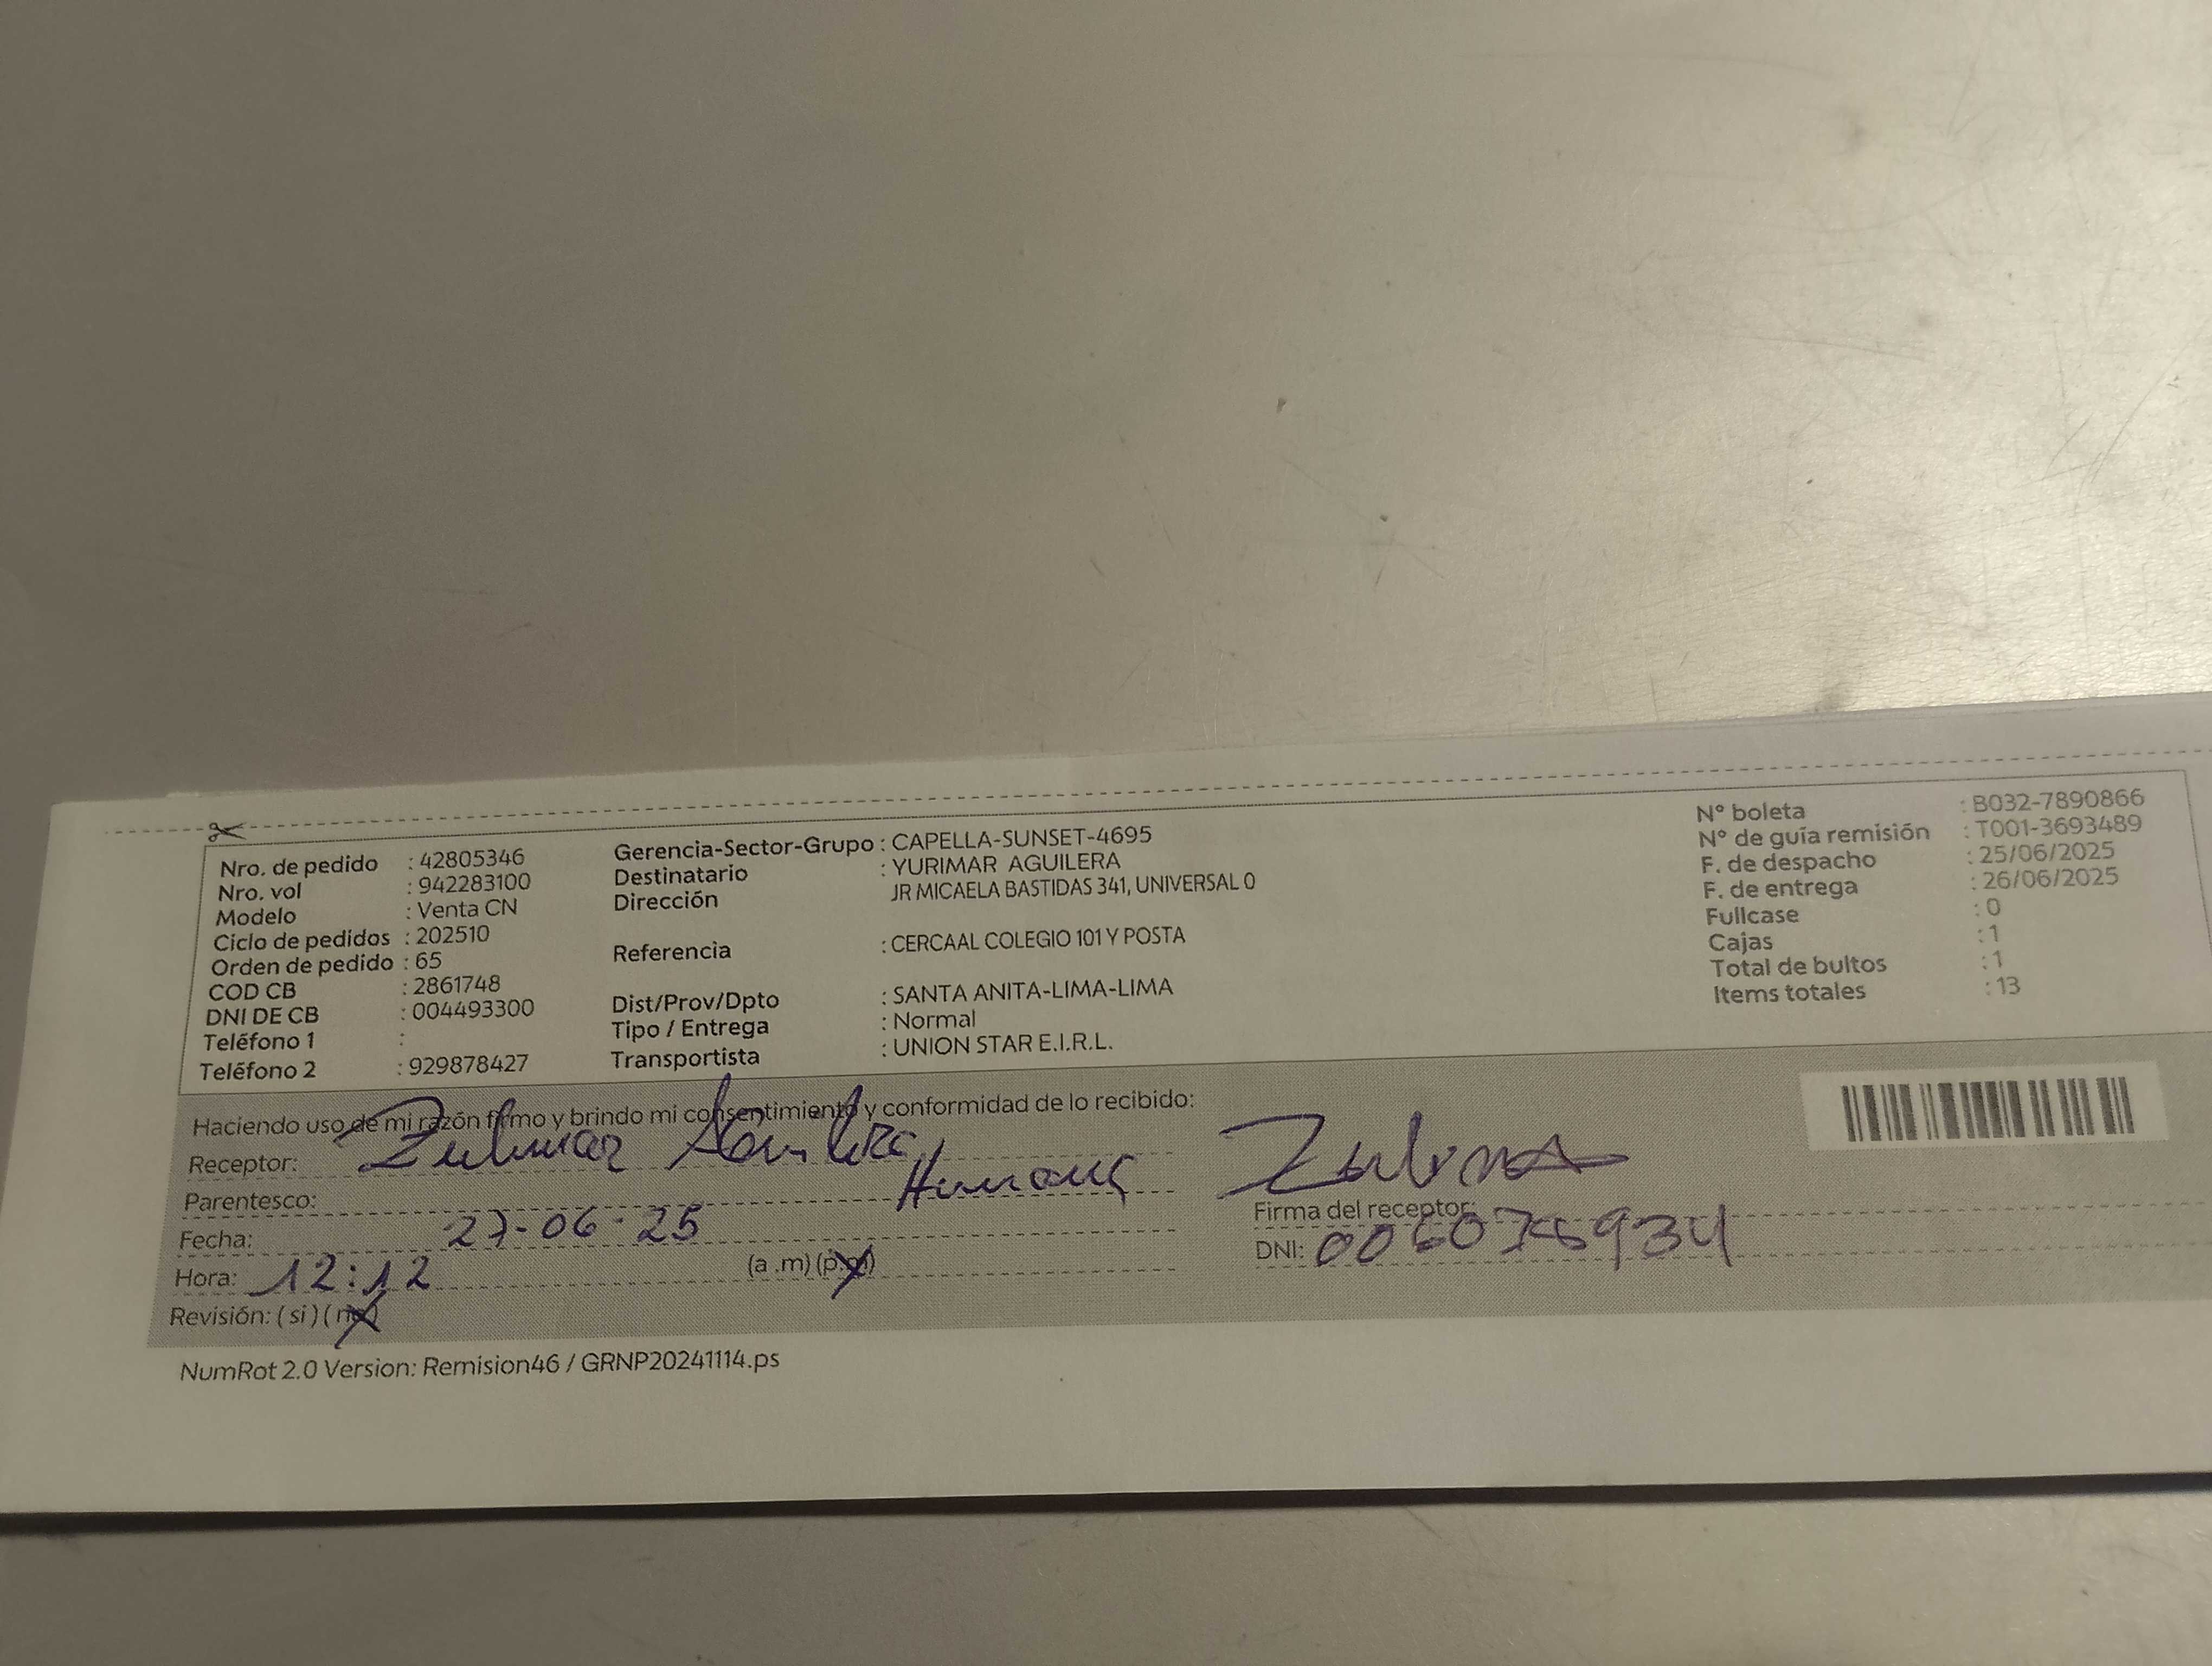 Nro. de pedido : 42805346
Nro. vol : 942283100
Modelo : Venta CN
Ciclo de pedidos : 202510
Orden de pedido : 65
COD CB : 2861748
DNI DE CB : 004493300
Teléfono 1 :
Teléfono 2 : 929878427
Gerencia-Sector-Grupo : CAPELLA-SUNSET-4695
Destinatario : YURIMAR AGUILERA
Dirección JR MICAELA BASTIDAS 341, UNIVERSAL 0
Referencia : CERCAAL COLEGIO 101 Y POSTA
Dist/Prov/Dpto : SANTA ANITA-LIMA-LIMA
Tipo / Entrega : Normal
Transportista : UNION STAR E.I.R.L.
N° boleta : B032-7890866
N° de guía remisión : T001-3693489
F. de despacho : 25/06/2025
F. de entrega : 26/06/2025
Fullcase : 0
Cajas : 1
Total de bultos : 1
Items totales : 13
Haciendo uso de mi razón firmo y brindo mi consentimiento y conformidad de lo recibido:
Receptor: Zulimar
Parentesco:
Fecha: 27-06-25
Hora: 12:12 (a .m) (p.m)
Revisión: ( si ) ( no )
Firma del receptor:
DNI:
NumRot 2.0 Version: Remision46 / GRNP20241114.ps